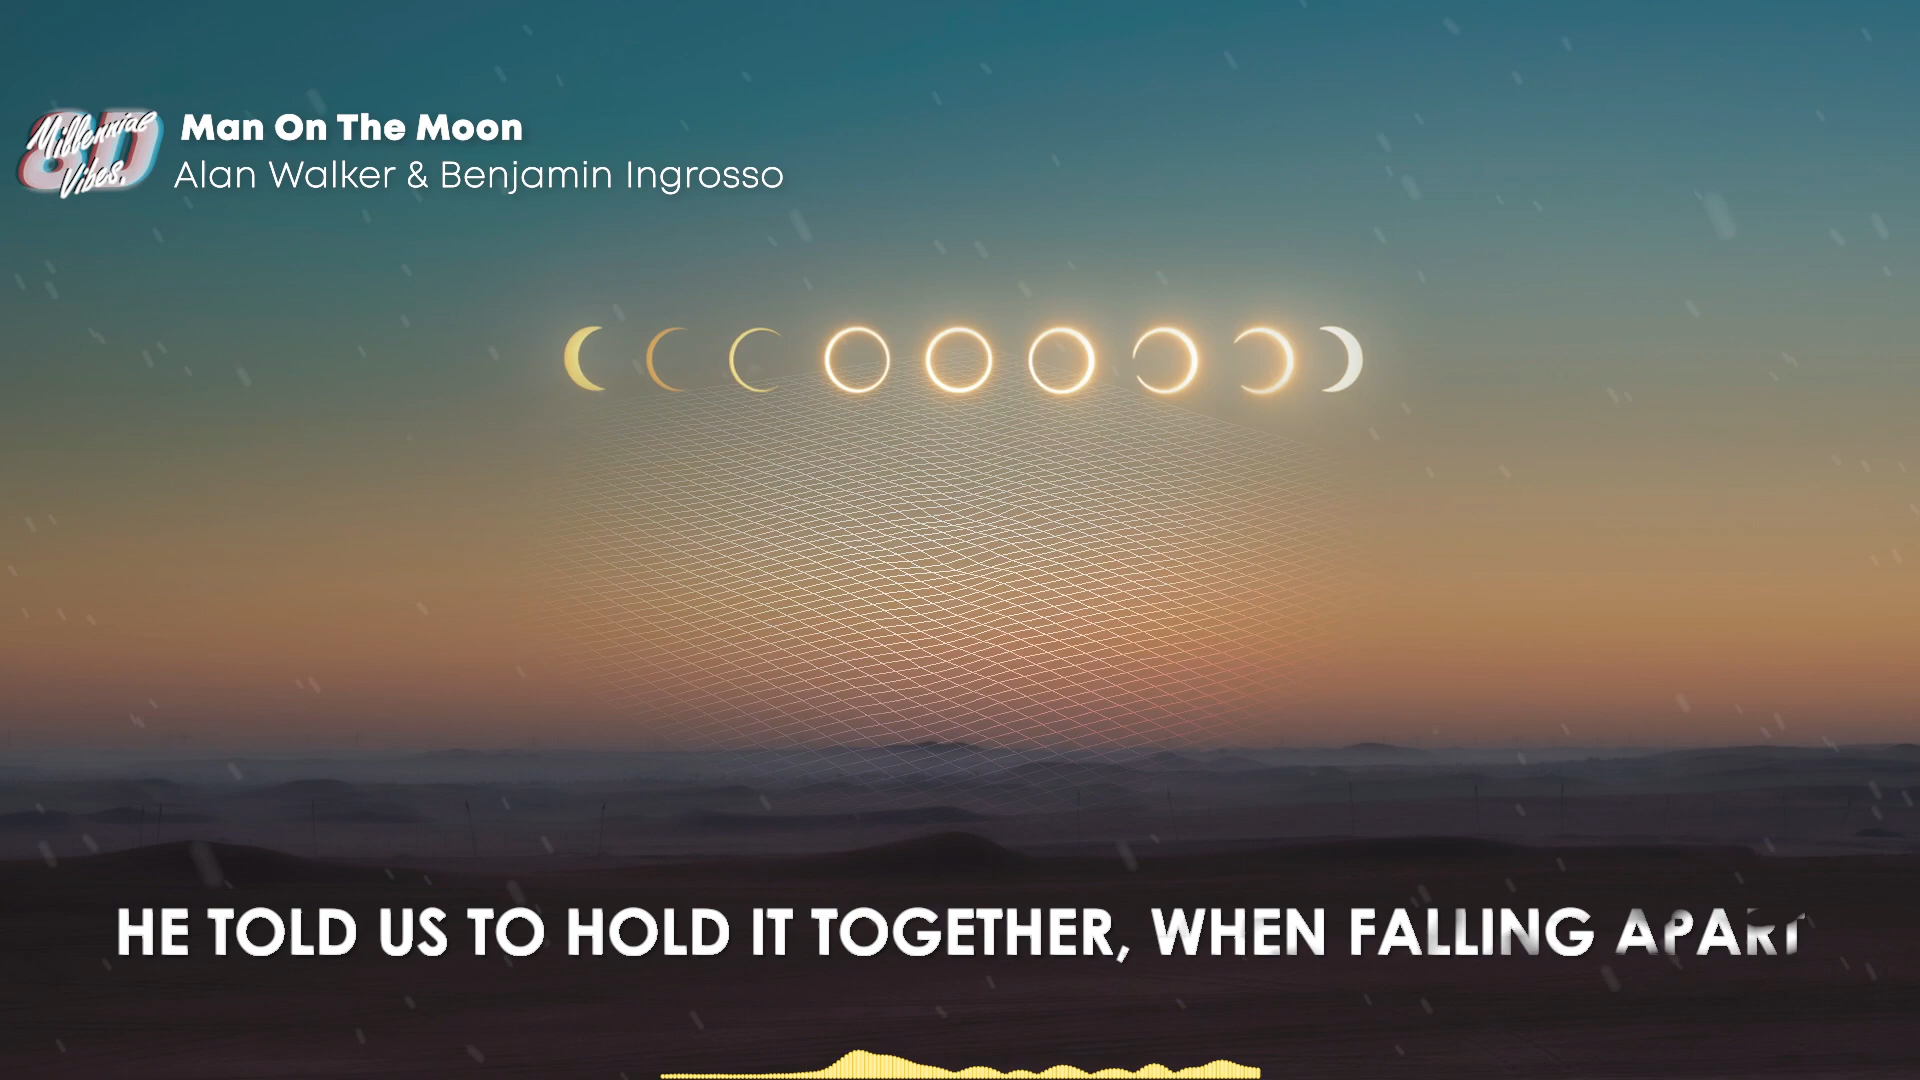 8D
Millennial
Vibes.
Man On The Moon
Alan Walker & Benjamin Ingrosso
HE TOLD US TO HOLD IT TOGETHER, WHEN FALLING APART